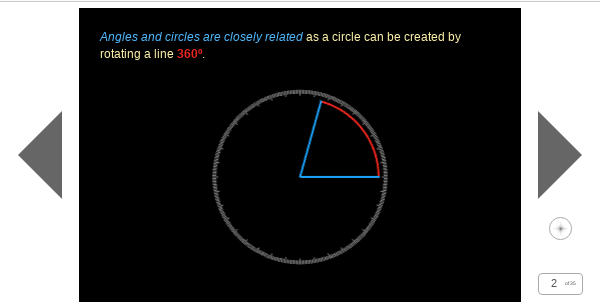 Angles and circles are closely related as a circle can be created by
rotating a line 360º.
2 of 35